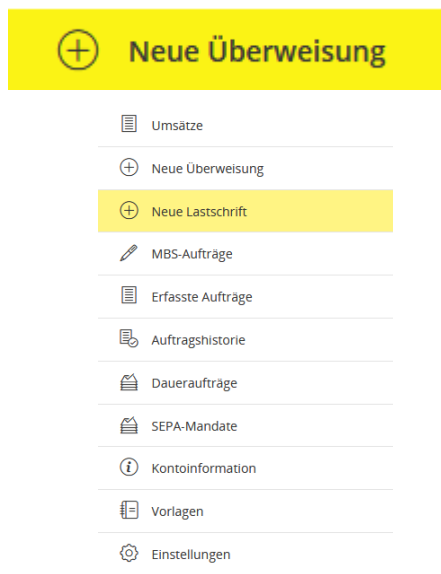 Neue Überweisung
Umsätze
Neue Überweisung
Neue Lastschrift
MBS-Aufträge
Erfasste Aufträge
Auftragshistorie
Daueraufträge
SEPA-Mandate
Kontoinformation
Vorlagen
Einstellungen